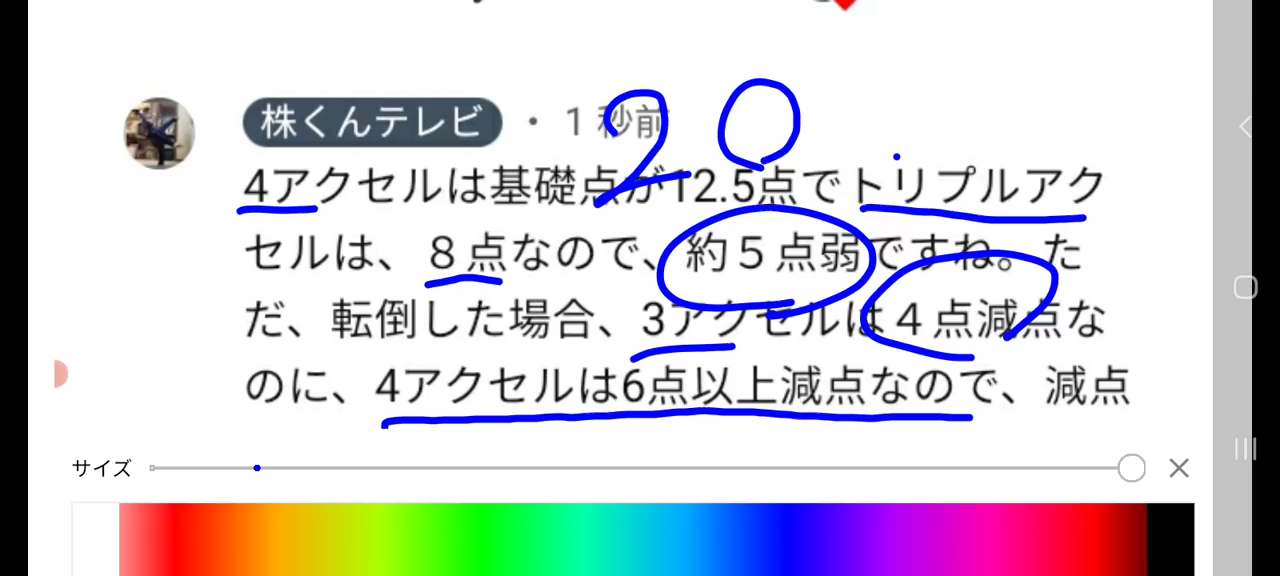 株くんテレビ ・ 1 秒前
20
4アクセルは基礎点が12.5点でトリプルアク
セルは、８点なので、約５点弱ですね。た
だ、転倒した場合、3アクセルは４点減点な
のに、4アクセルは6点以上減点なので、減点
サイズ